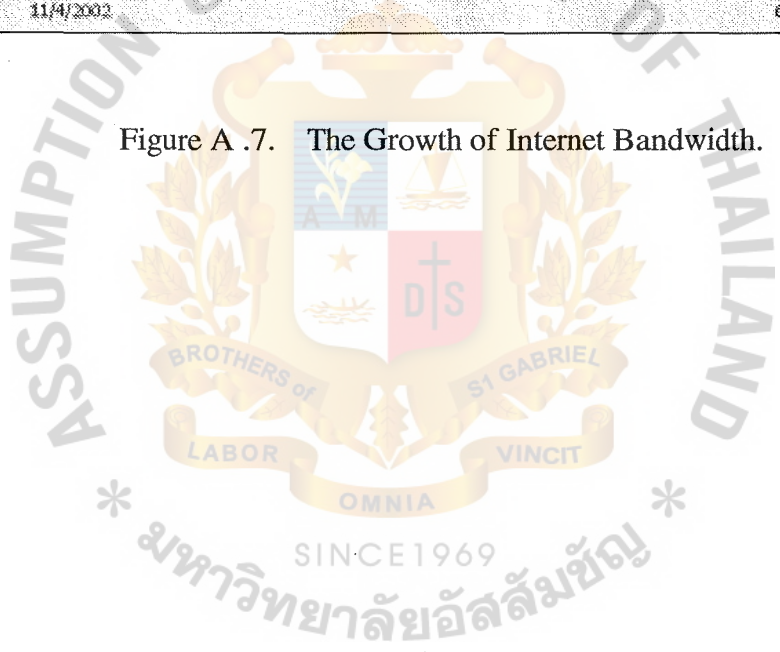 11/4/2002
Figure A .7. The Growth of Internet Bandwidth.
ASSUMPTION
OF THAILAND
A M
D S
BROTHERS of
S1 GABRIEL
LABOR
VINCIT
OMNIA
* *
SINCE1969
มหาวิทยาลัยอัสสัมชัญ